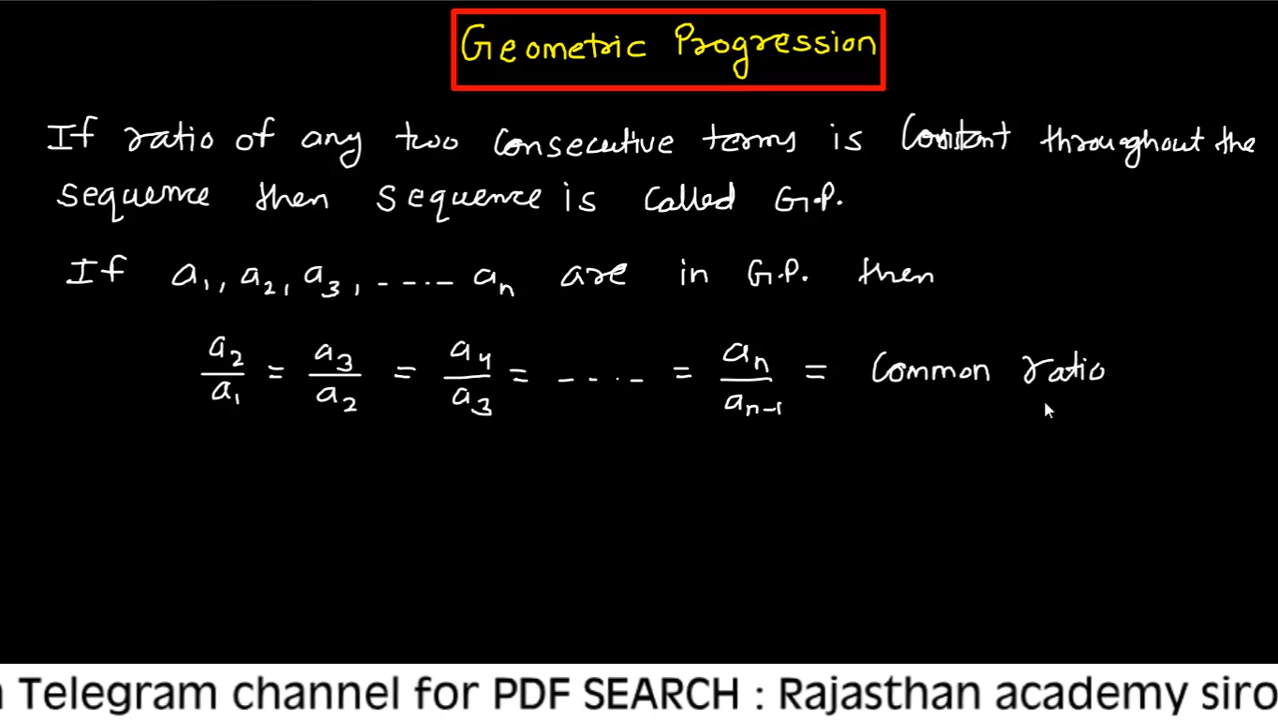 Geometric Progression
If ratio of any two consecutive terms is Constant throughout the
sequence then sequence is called G.P.
If a₁, a₂, a₃, ------ aₙ are in G.P. then
a₂/a₁ = a₃/a₂ = a₄/a₃ = ----- = aₙ/aₙ₋₁ = Common ratio
Telegram channel for PDF SEARCH : Rajasthan academy siro